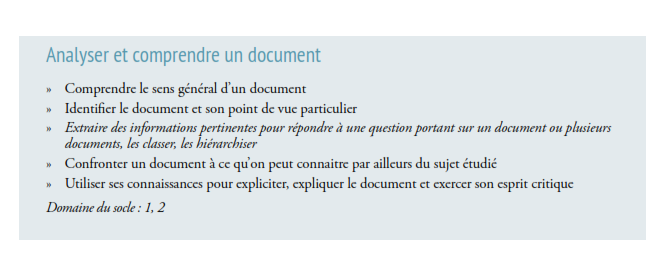 Analyser et comprendre un document
» Comprendre le sens général d'un document
» Identifier le document et son point de vue particulier
» Extraire des informations pertinentes pour répondre à une question portant sur un document ou plusieurs
documents, les classer, les hiérarchiser
» Confronter un document à ce qu'on peut connaitre par ailleurs du sujet étudié
» Utiliser ses connaissances pour expliciter, expliquer le document et exercer son esprit critique
Domaine du socle : 1, 2